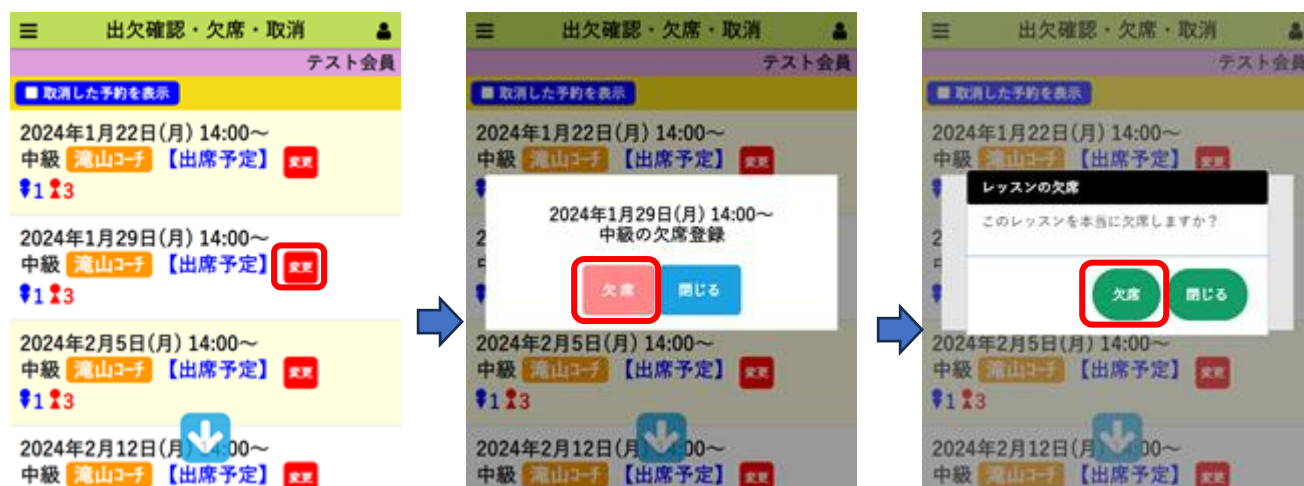 出欠確認・欠席・取消
テスト会員
取消した予約を表示
2024年1月22日(月) 14:00～
中級 滝山コーチ 【出席予定】 変更
1 3
2024年1月29日(月) 14:00～
中級 滝山コーチ 【出席予定】 変更
1 3
2024年2月5日(月) 14:00～
中級 滝山コーチ 【出席予定】 変更
1 3
2024年2月12日(月) 14:00～
中級 滝山コーチ 【出席予定】 変更
出欠確認・欠席・取消
テスト会員
取消した予約を表示
2024年1月22日(月) 14:00～
中級 滝山コーチ 【出席予定】 変更
2024年1月29日(月) 14:00～
中級の欠席登録
欠席 閉じる
2024年2月5日(月) 14:00～
中級 滝山コーチ 【出席予定】 変更
1 3
2024年2月12日(月) 14:00～
中級 滝山コーチ 【出席予定】 変更
出欠確認・欠席・取消
テスト会員
取消した予約を表示
2024年1月22日(月) 14:00～
中級 滝山コーチ 【出席予定】 変更
レッスンの欠席
このレッスンを本当に欠席しますか？
欠席 閉じる
2024年2月5日(月) 14:00～
中級 滝山コーチ 【出席予定】 変更
1 3
2024年2月12日(月) 14:00～
中級 滝山コーチ 【出席予定】 変更